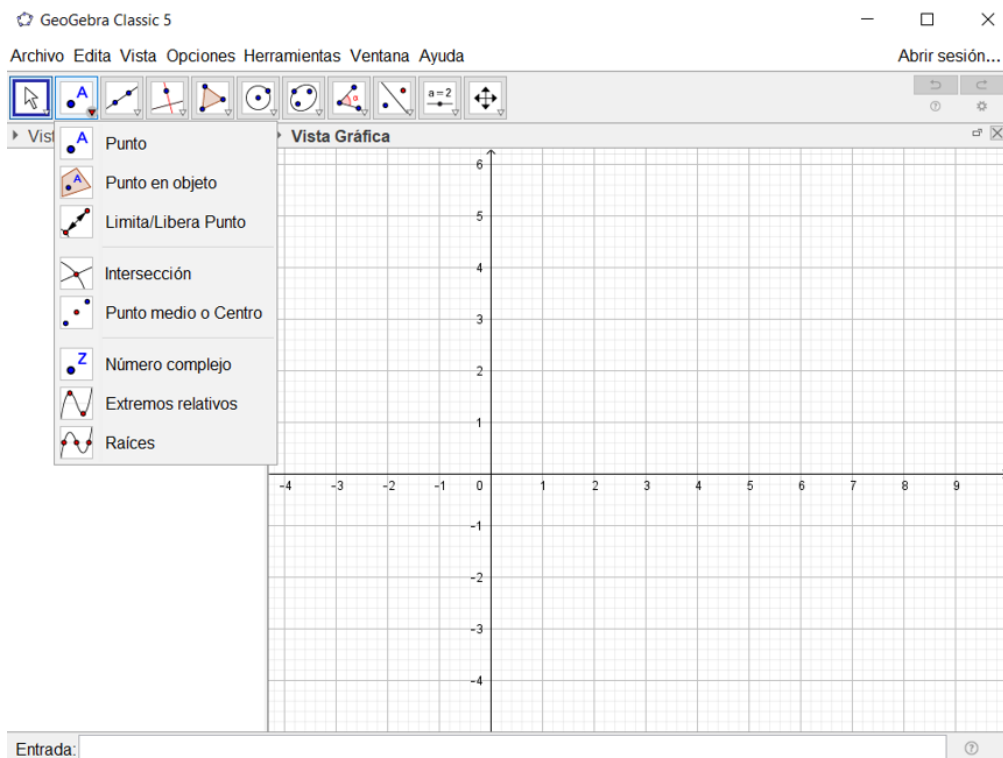 GeoGebra Classic 5
Archivo Edita Vista Opciones Herramientas Ventana Ayuda
Abrir sesión...
A
a=2
Vist
Vista Gráfica
A Punto
A Punto en objeto
Limita/Libera Punto
Intersección
Punto medio o Centro
Z Número complejo
Extremos relativos
Raíces
6
5
4
3
2
1
-4 -3 -2 -1 0 1 2 3 4 5 6 7 8 9
-1
-2
-3
-4
Entrada: